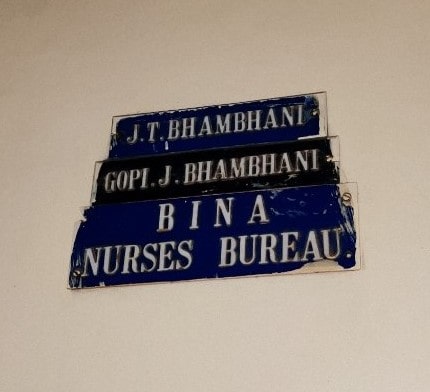 J.T. BHAMBHANI
GOPI. J. BHAMBHANI
BINA
NURSES BUREAU